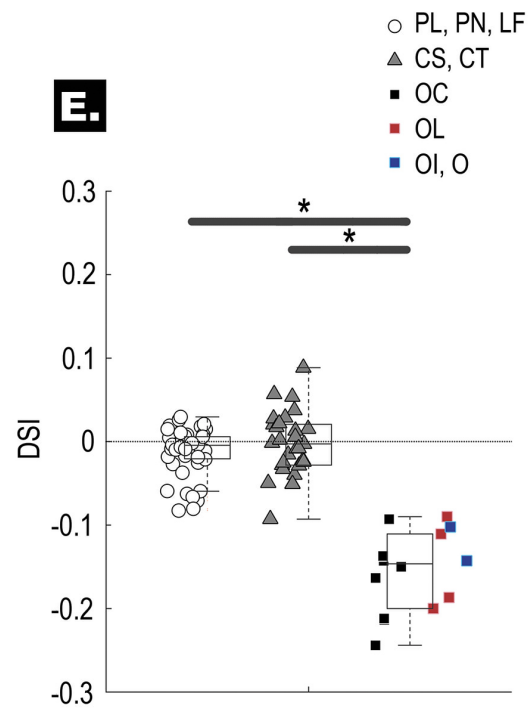 PL, PN, LF
CS, CT
OC
OL
OI, O
E.
0.3
0.2
0.1
0
-0.1
-0.2
-0.3
DSI
*
*